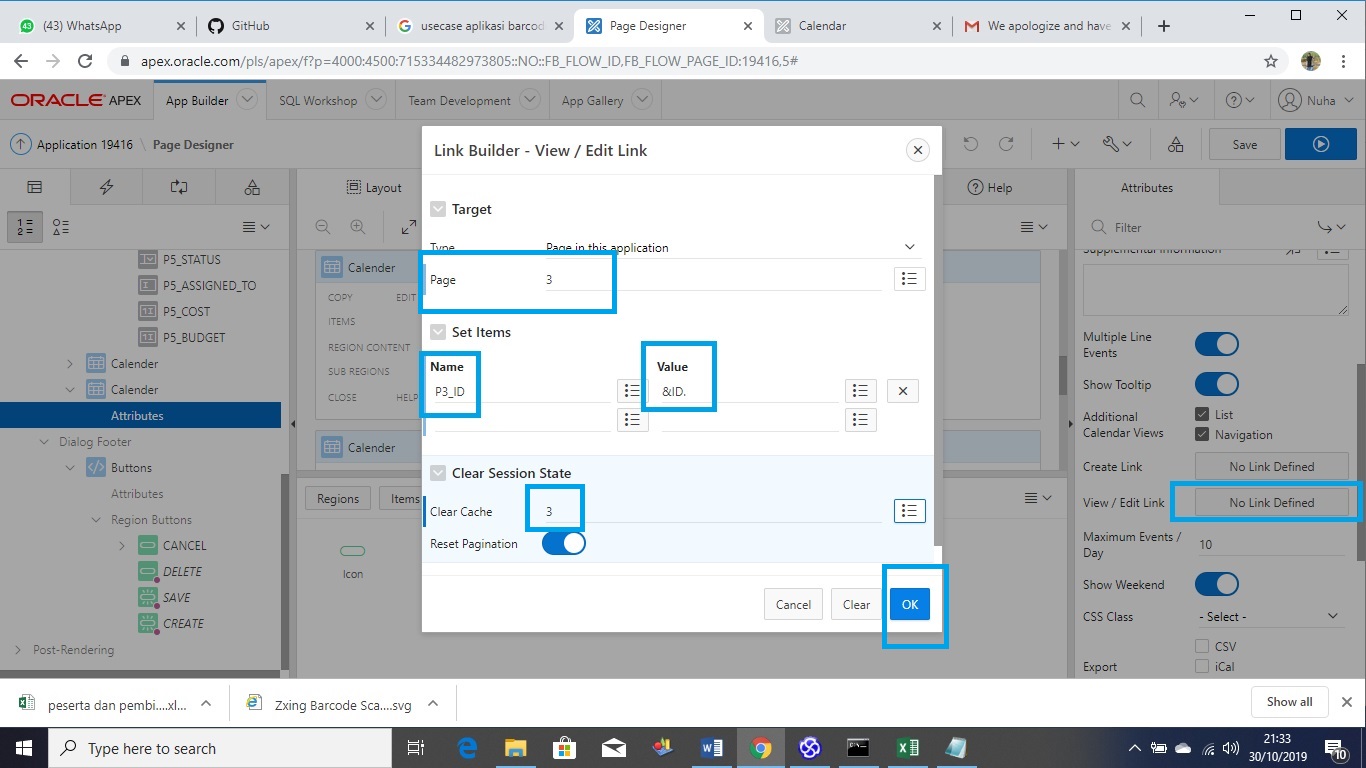 (43) WhatsApp
GitHub
usecase aplikasi barcod
Page Designer
Calendar
We apologize and have
apex.oracle.com/pls/apex/f?p=4000:4500:715334482973805::NO::FB_FLOW_ID,FB_FLOW_PAGE_ID:19416,5#
ORACLE APEX
App Builder
SQL Workshop
Team Development
App Gallery
Nuha
Application 19416 \ Page Designer
Save
Link Builder - View / Edit Link
Layout
Help
Attributes
Filter
Target
Type Page in this application
Page 3
Set Items
Name Value
P3_ID &ID.
Clear Session State
Clear Cache 3
Reset Pagination
Cancel
Clear
OK
P5_STATUS
P5_ASSIGNED_TO
P5_COST
P5_BUDGET
Calender
Calender
Attributes
Dialog Footer
Buttons
Attributes
Region Buttons
CANCEL
DELETE
SAVE
CREATE
Post-Rendering
Calender
COPY EDIT
ITEMS
REGION CONTENT
SUB REGIONS
CLOSE HELP
Calender
Regions
Items
Icon
Supplemental Information
Multiple Line
Events
Show Tooltip
Additional
Calendar Views
List
Navigation
Create Link No Link Defined
View / Edit Link No Link Defined
Maximum Events /
Day
10
Show Weekend
CSS Class - Select -
CSV
Export iCal
peserta dan pembi....xl...
Zxing Barcode Sca....svg
Show all
Type here to search
21:33
30/10/2019
10